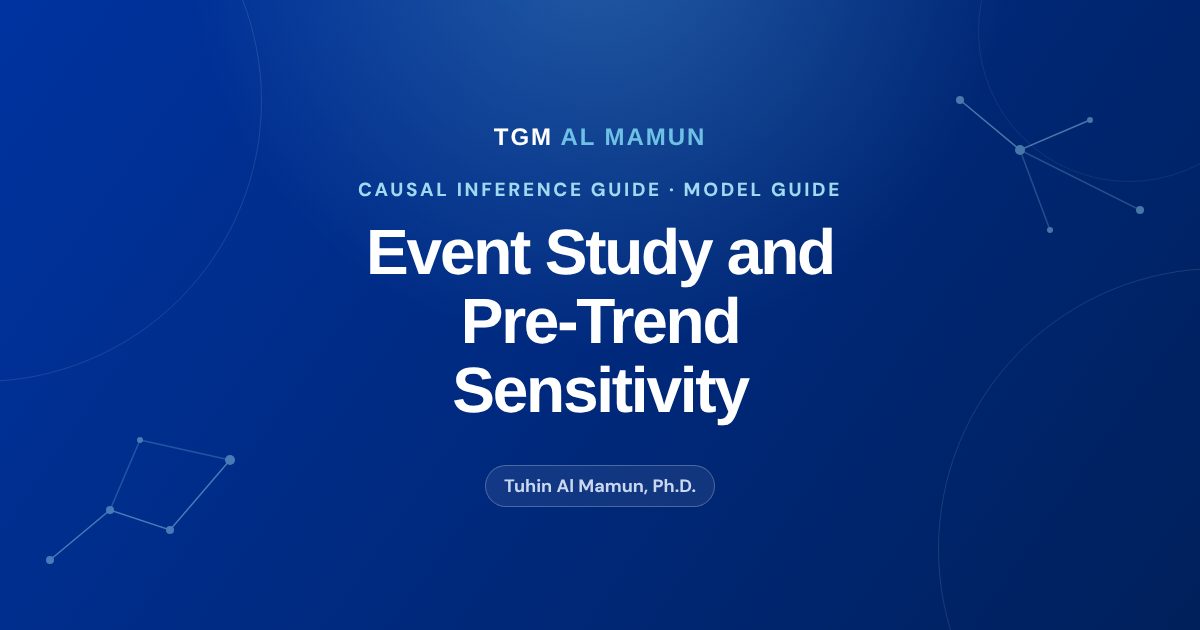 TGM AL MAMUN
CAUSAL INFERENCE GUIDE · MODEL GUIDE
Event Study and
Pre-Trend
Sensitivity
Tuhin Al Mamun, Ph.D.